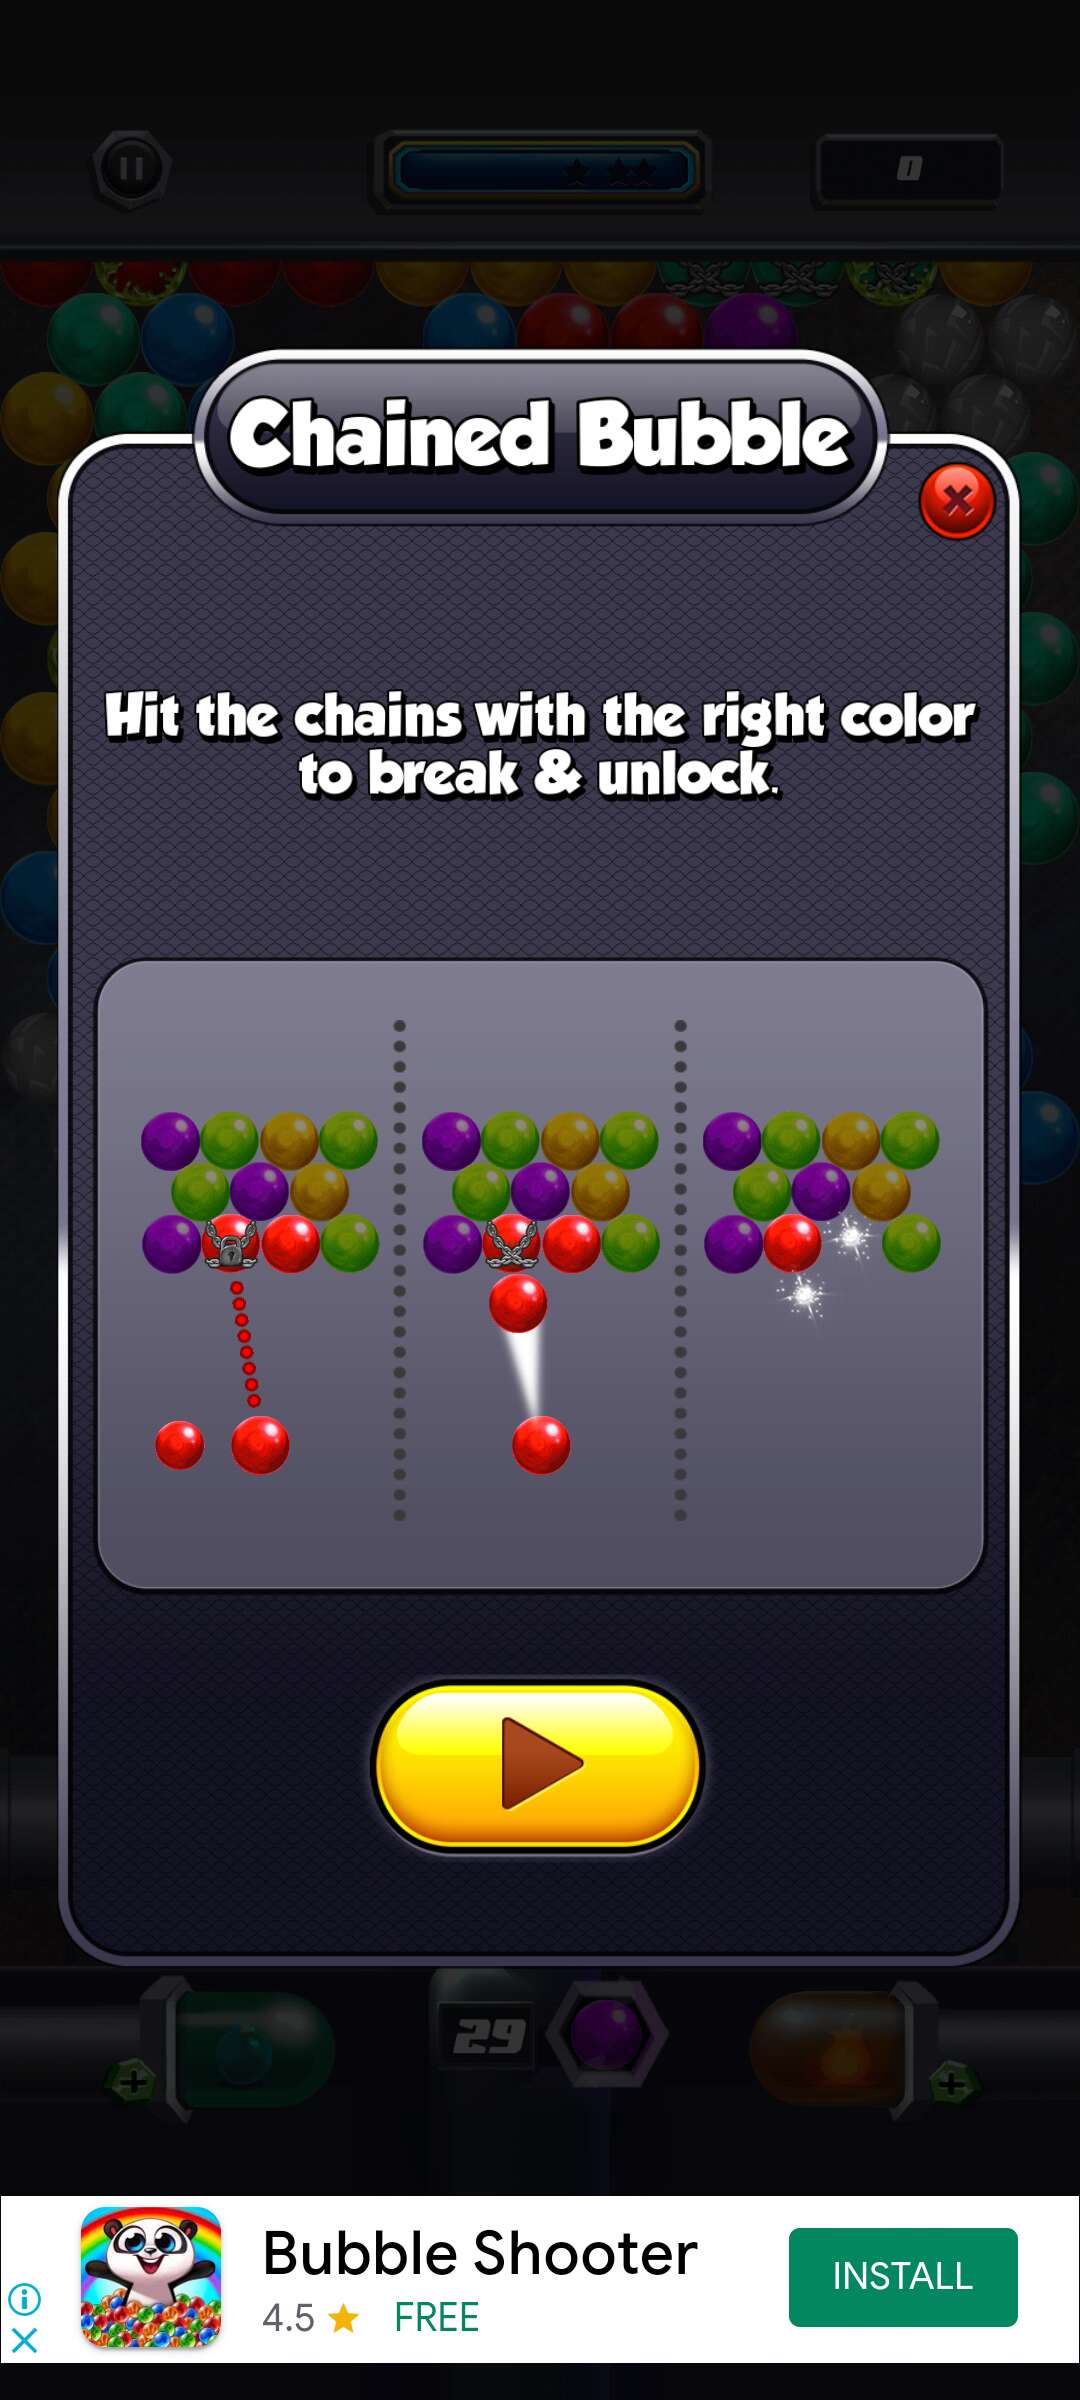 0
Chained Bubble
Hit the chains with the right color
to break & unlock.
29
Bubble Shooter
4.5 FREE
INSTALL